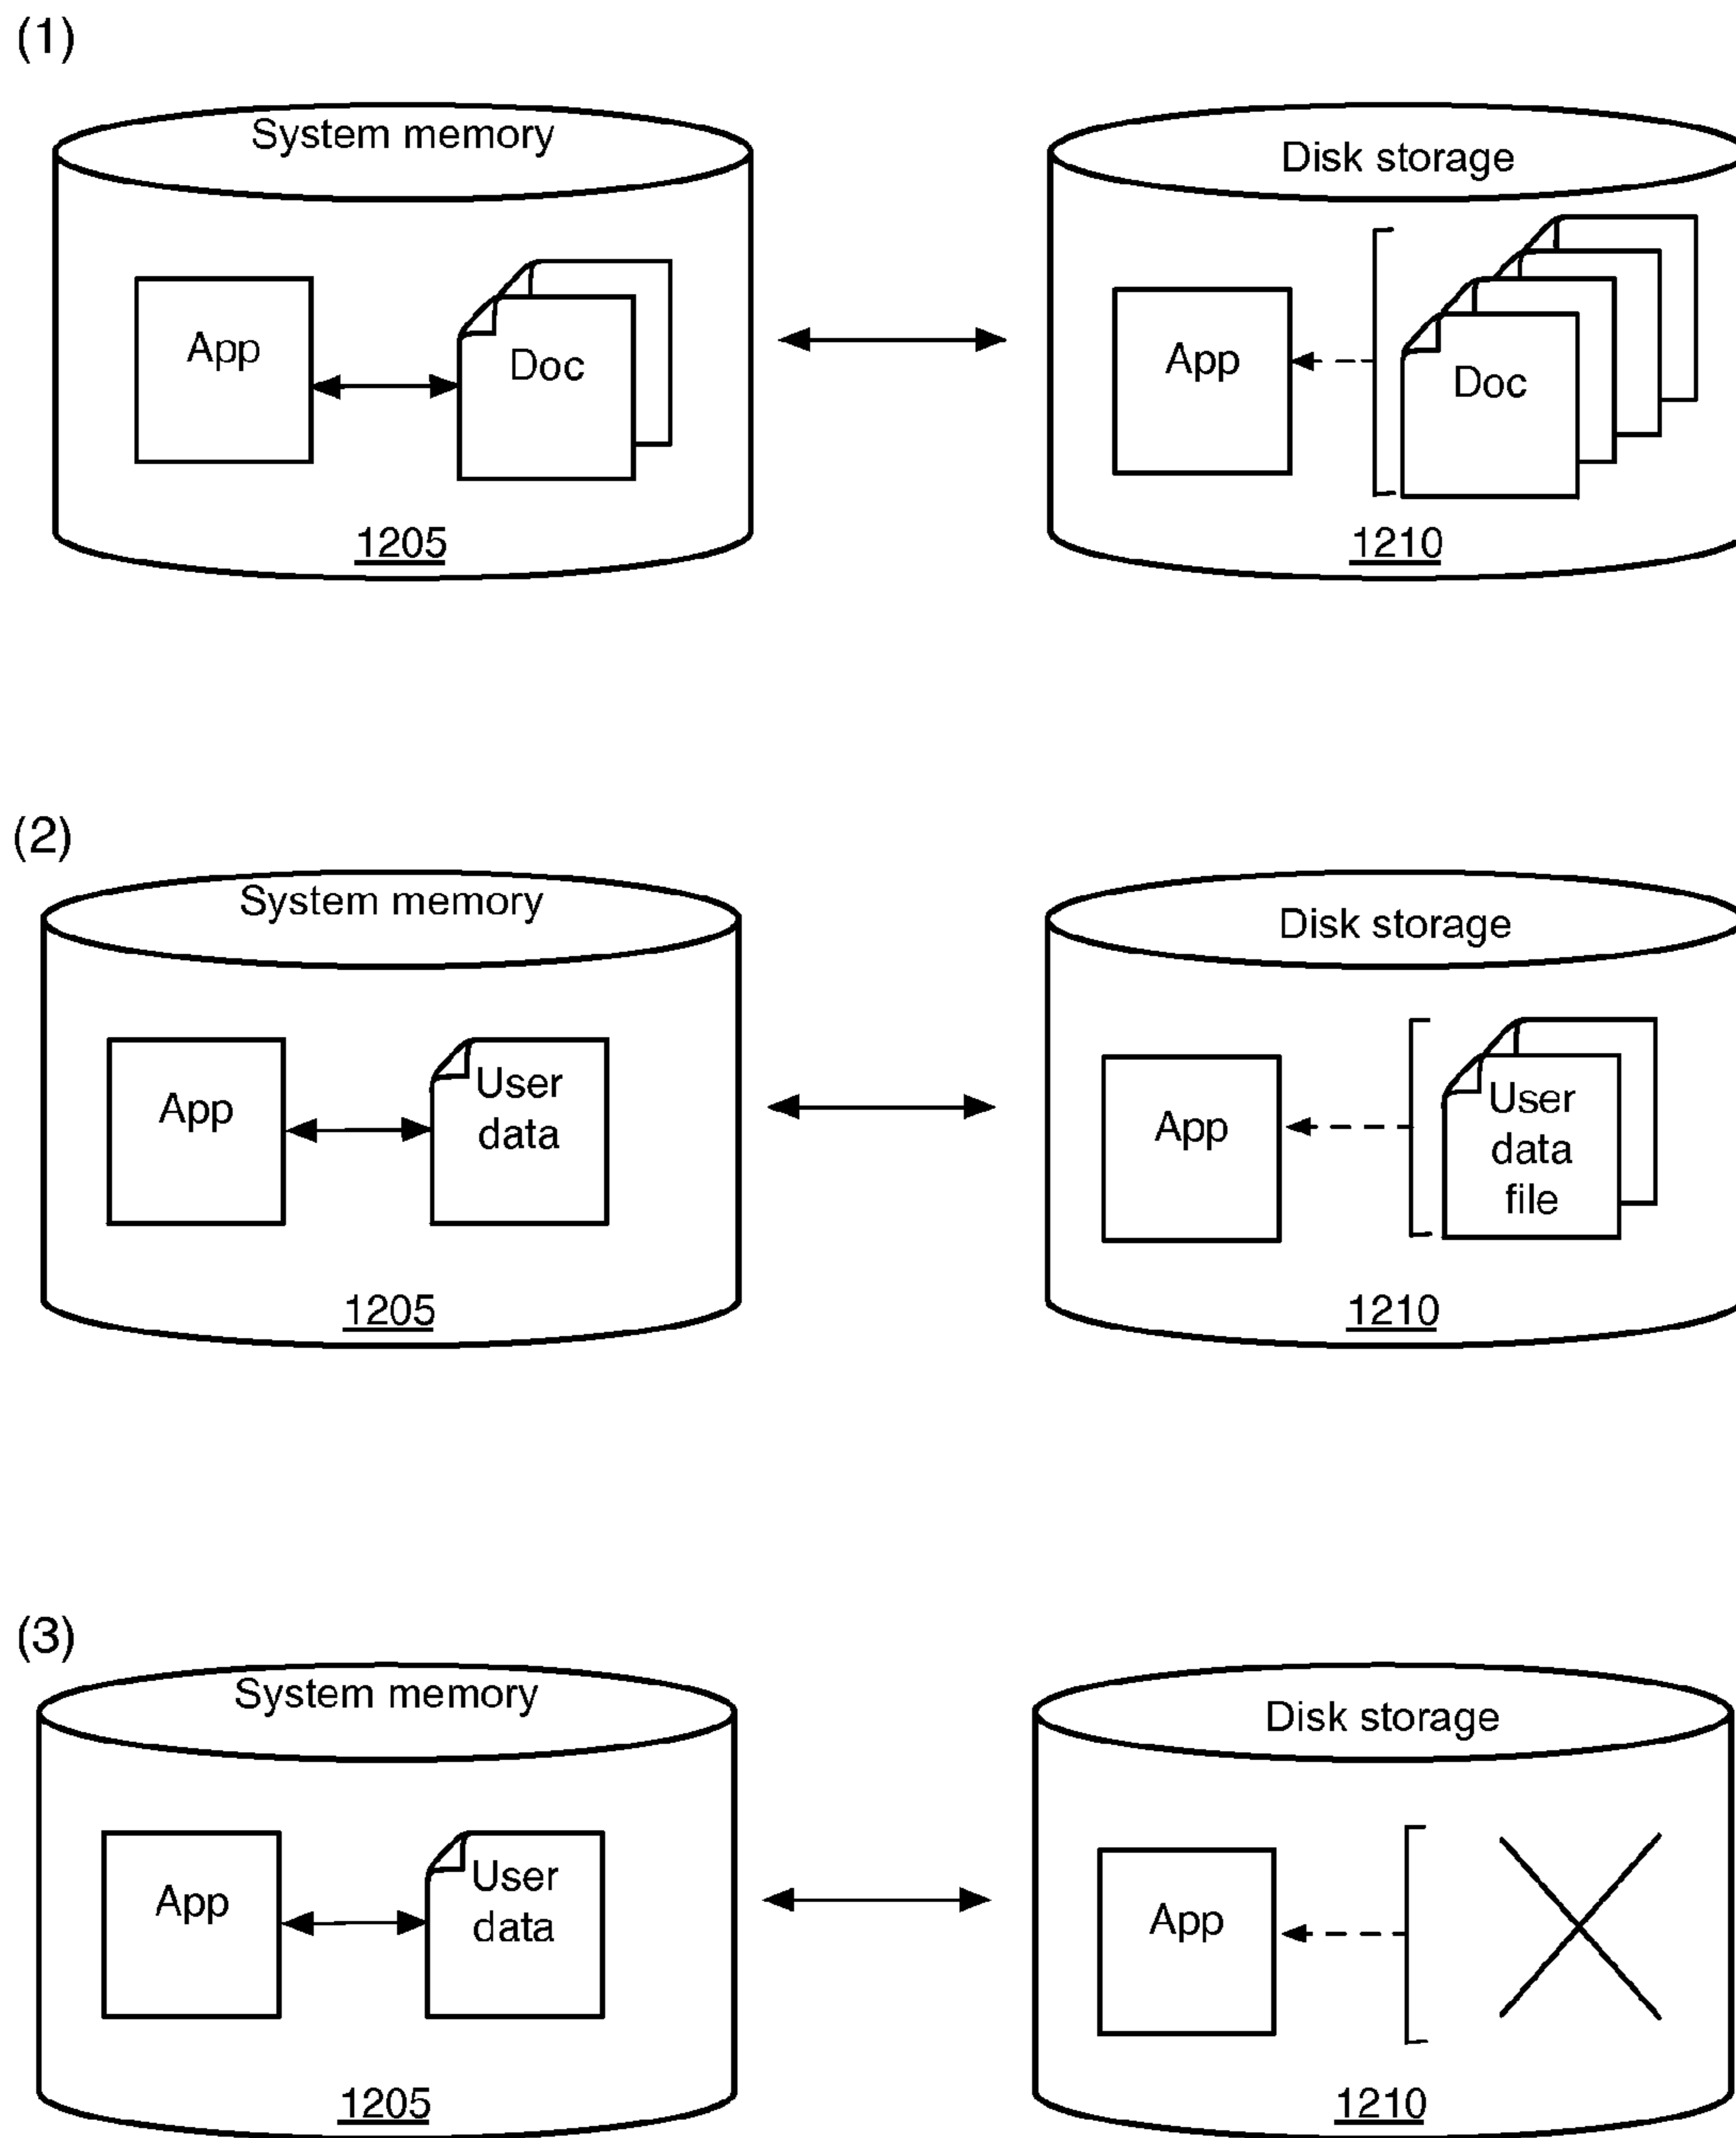 (1)
System memory
Disk storage
App
Doc
App
Doc
1205
1210
(2)
System memory
Disk storage
App
User
data
App
User
data
file
1205
1210
(3)
System memory
Disk storage
App
User
data
App
1205
1210